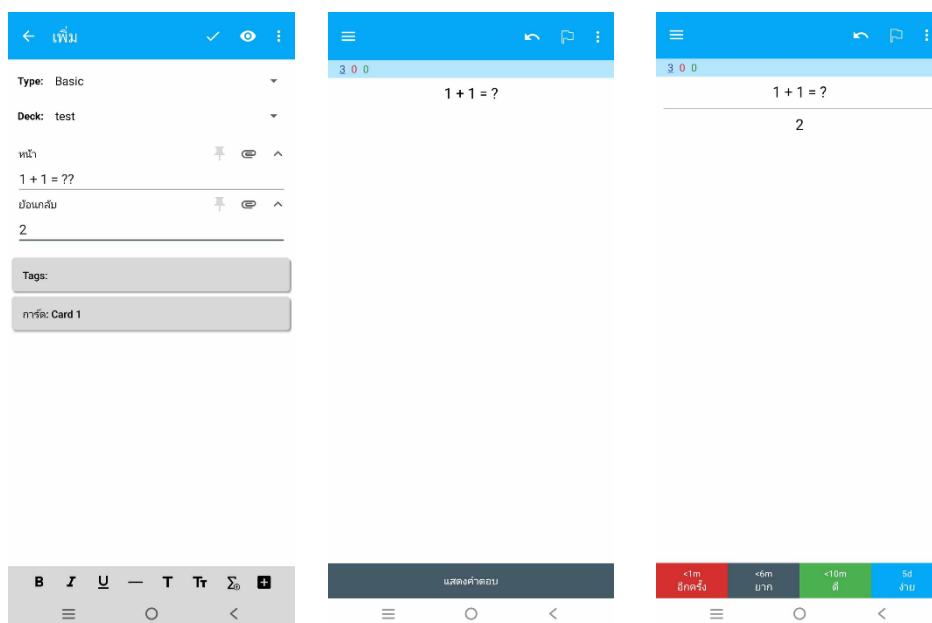 เพิ่ม
Type: Basic
Deck: test
หน้า
1 + 1 = ??
ย้อนกลับ
2
Tags:
การ์ด: Card 1
B I U — T Tт Σ
3 0 0
1 + 1 = ?
แสดงคำตอบ
3 0 0
1 + 1 = ?
2
<1m <6m <10m 5d
อีกครั้ง ยาก ดี ง่าย